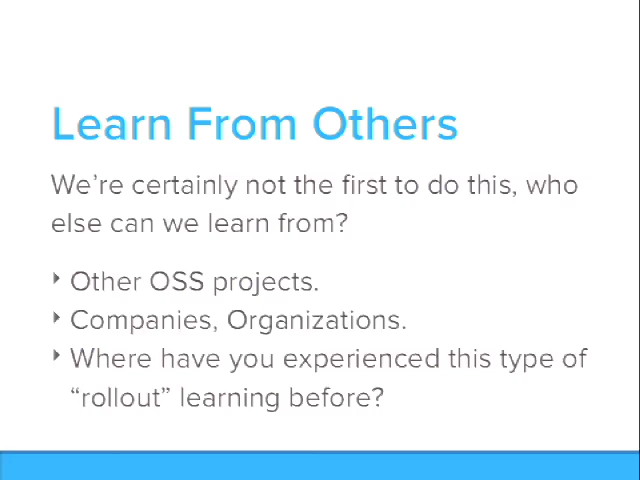 Learn From Others
We're certainly not the first to do this, who
else can we learn from?
‣ Other OSS projects.
‣ Companies, Organizations.
‣ Where have you experienced this type of
“rollout” learning before?